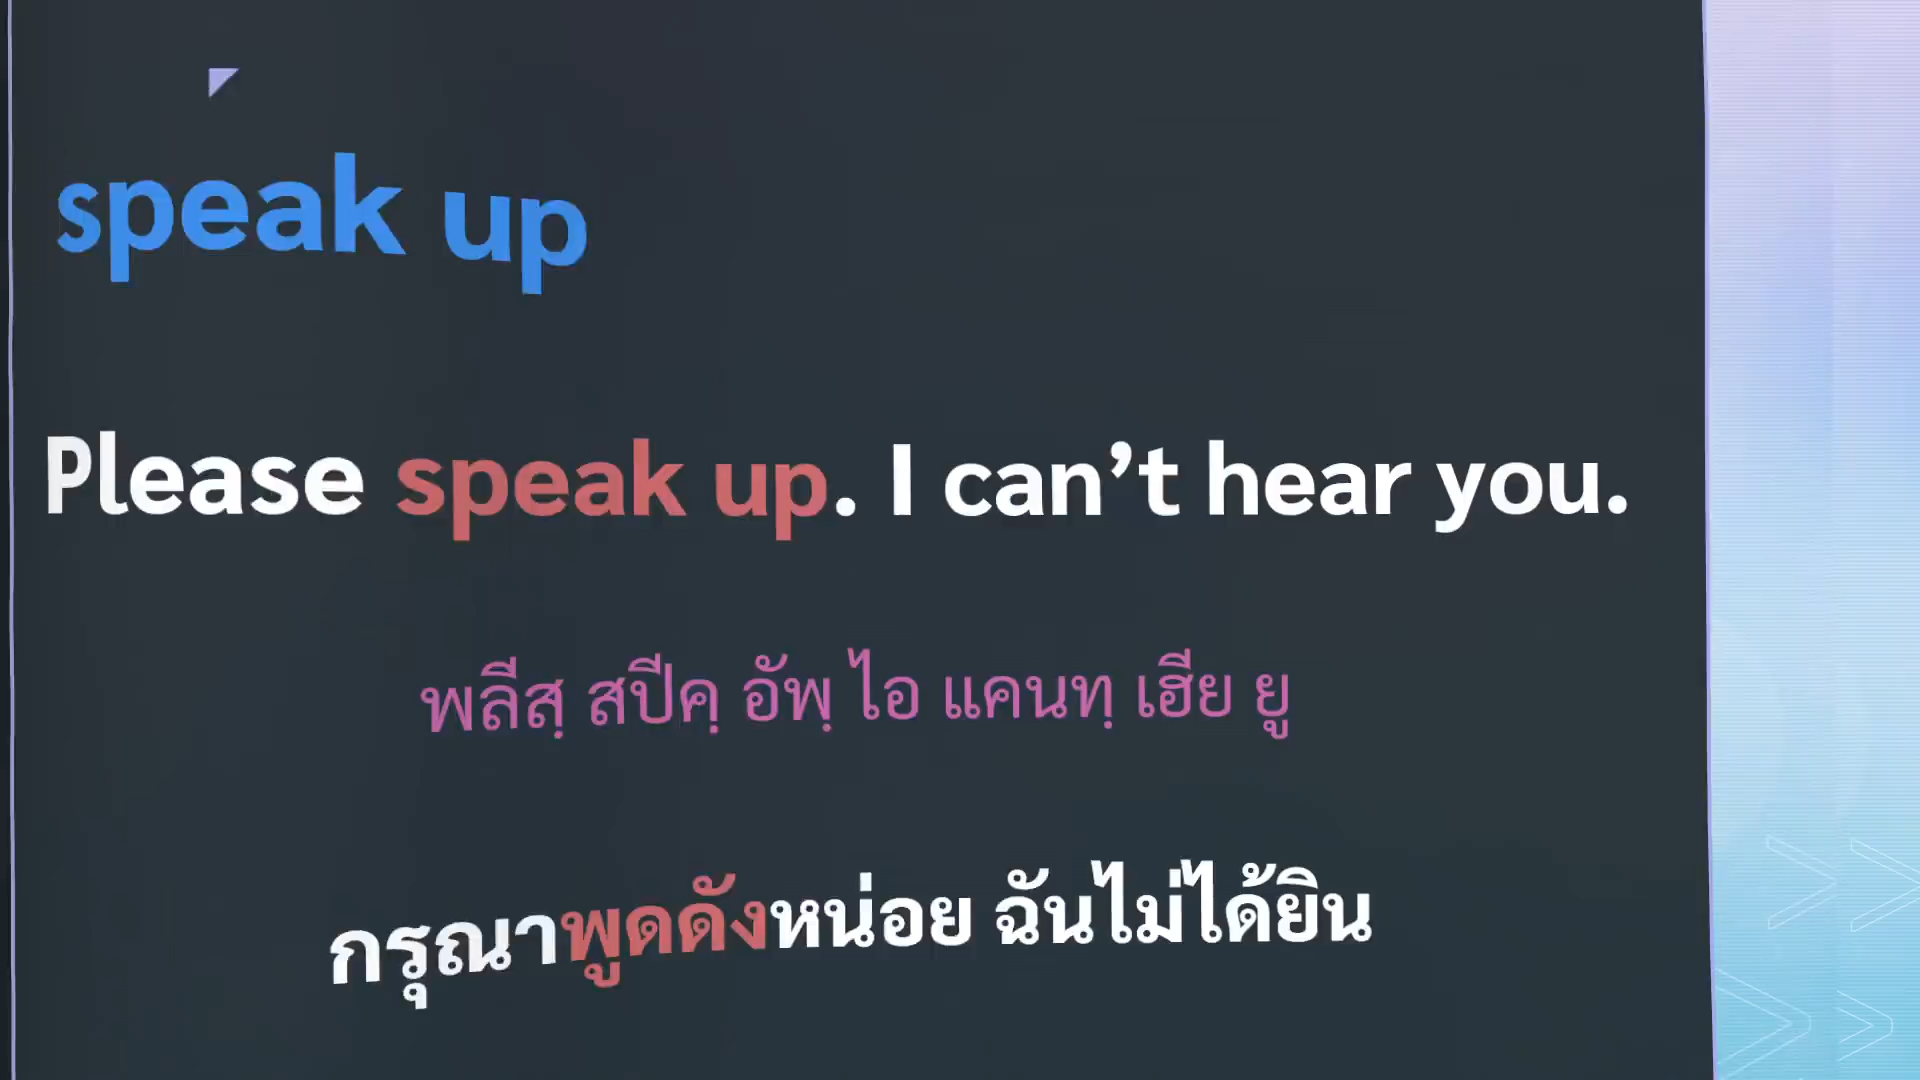 speak up
Please speak up. I can’t hear you.
พลีสฺ สปีคฺ อัพฺ ไอ แคนทฺ เฮีย ยู
กรุณาพูดดังหน่อย ฉันไม่ได้ยิน